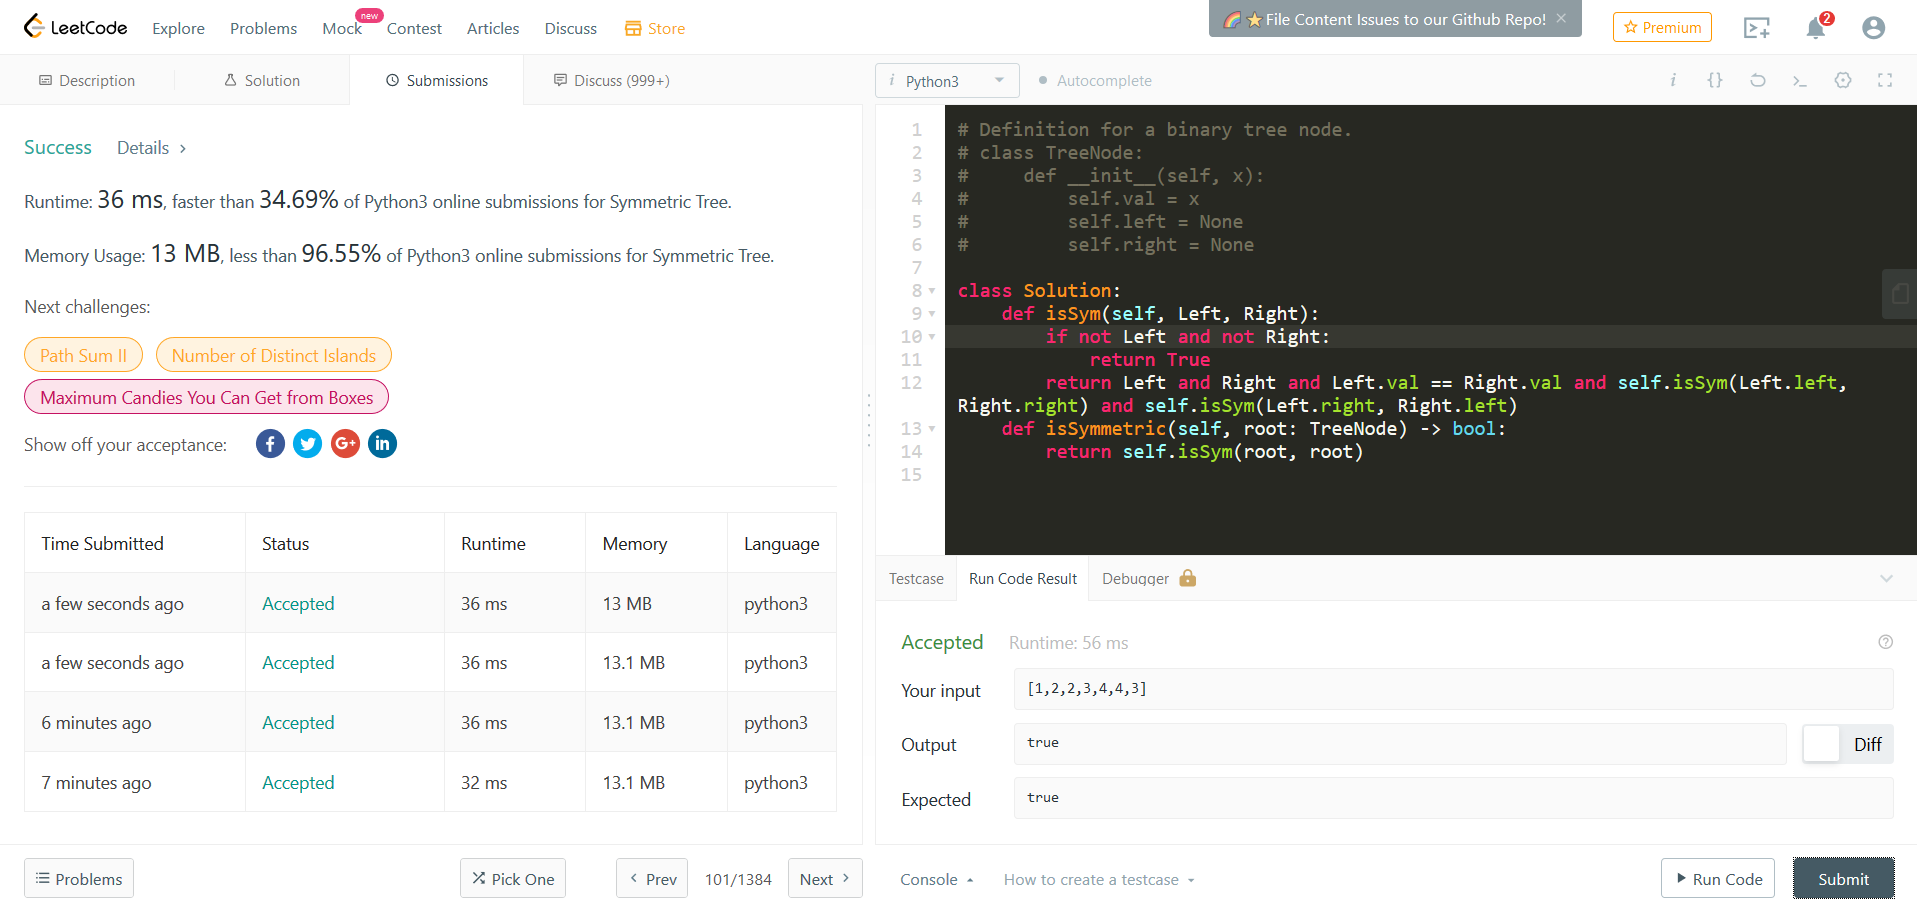 LeetCode Explore Problems Mock new Contest Articles Discuss Store
🌈 ⭐File Content Issues to our Github Repo! ×
Premium 2
Description Solution Submissions Discuss (999+)
Success Details >
Runtime: 36 ms, faster than 34.69% of Python3 online submissions for Symmetric Tree.
Memory Usage: 13 MB, less than 96.55% of Python3 online submissions for Symmetric Tree.
Next challenges:
Path Sum II Number of Distinct Islands
Maximum Candies You Can Get from Boxes
Show off your acceptance: f G+ in
Time Submitted Status Runtime Memory Language
a few seconds ago Accepted 36 ms 13 MB python3
a few seconds ago Accepted 36 ms 13.1 MB python3
6 minutes ago Accepted 36 ms 13.1 MB python3
7 minutes ago Accepted 32 ms 13.1 MB python3
Problems Pick One < Prev 101/1384 Next >
i Python3 Autocomplete i {} >_
1 # Definition for a binary tree node.
2 # class TreeNode:
3 #     def __init__(self, x):
4 #         self.val = x
5 #         self.left = None
6 #         self.right = None
7
8 class Solution:
9     def isSym(self, Left, Right):
10         if not Left and not Right:
11             return True
12         return Left and Right and Left.val == Right.val and self.isSym(Left.left,
Right.right) and self.isSym(Left.right, Right.left)
13     def isSymmetric(self, root: TreeNode) -> bool:
14         return self.isSym(root, root)
15
Testcase Run Code Result Debugger
Accepted Runtime: 56 ms ?
Your input [1,2,2,3,4,4,3]
Output true Diff
Expected true
Console How to create a testcase Run Code Submit